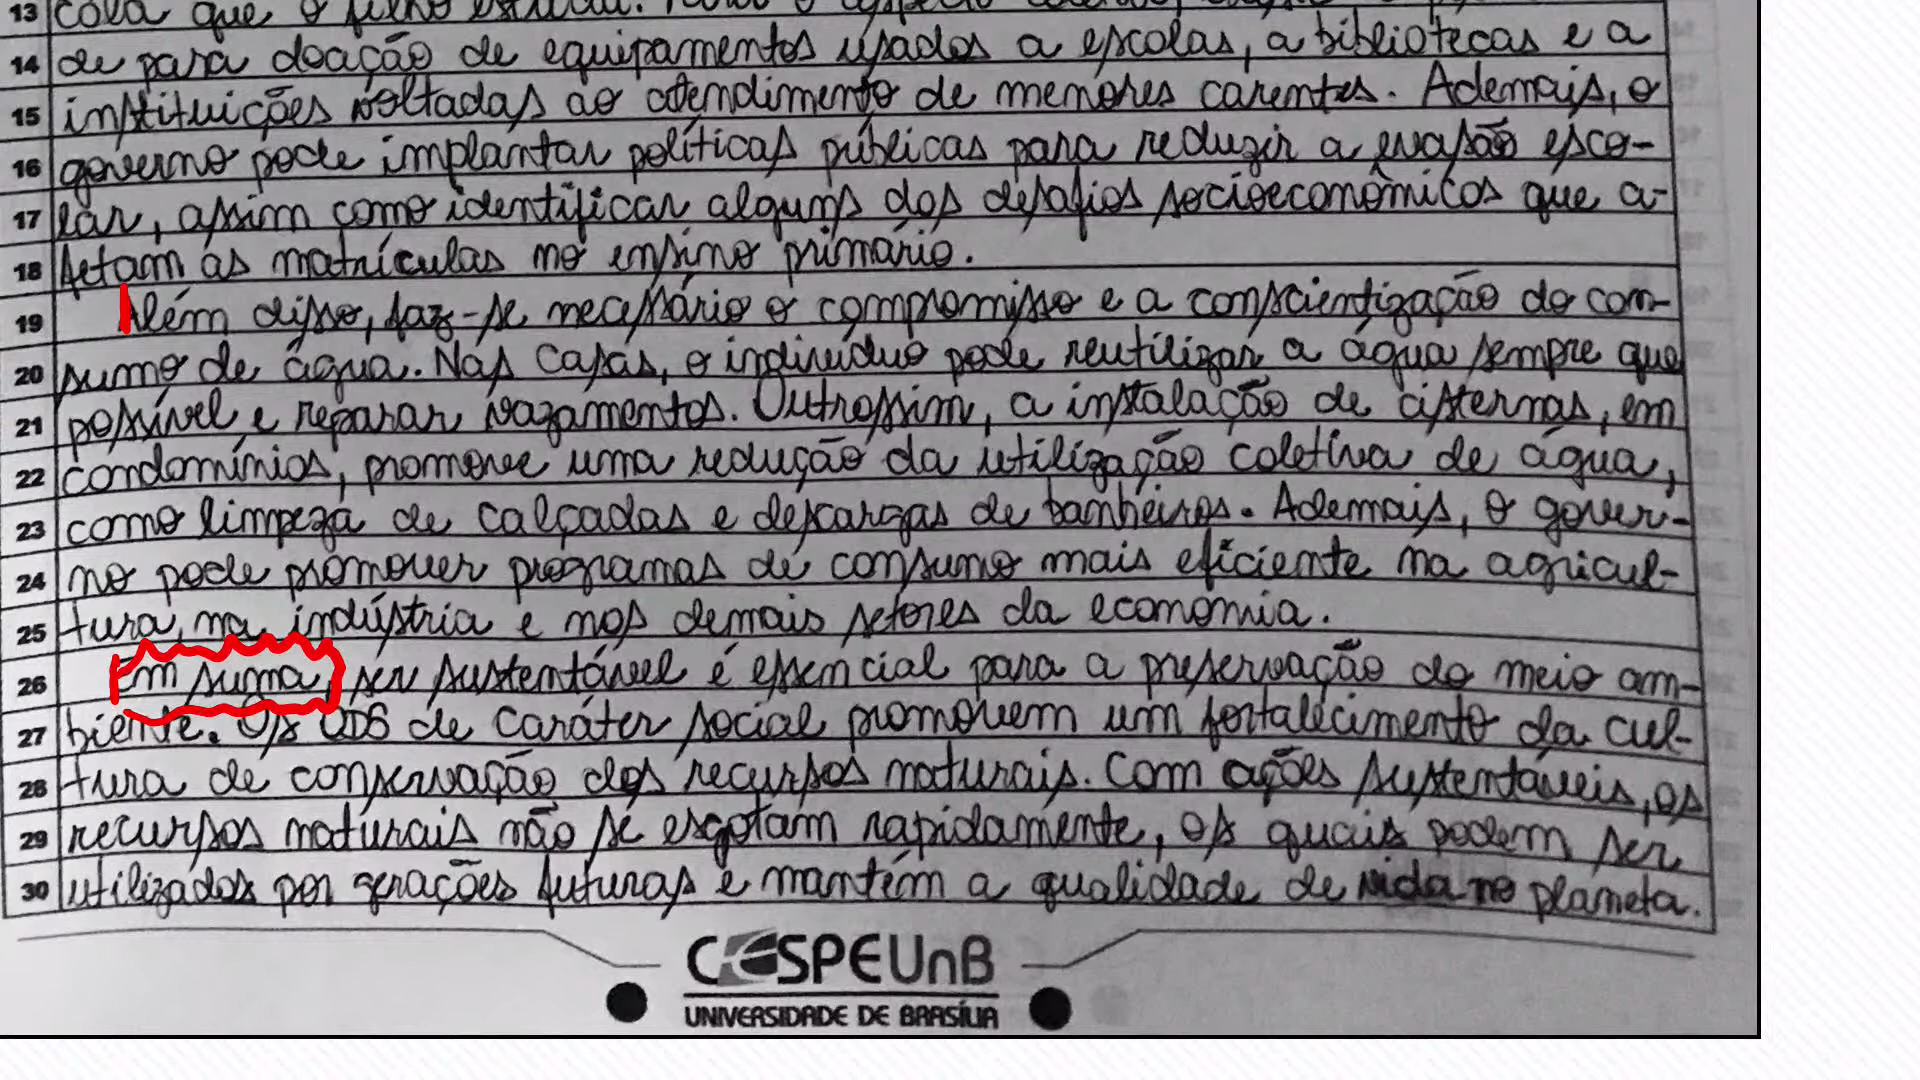 13 cola que o filho estuda.
14 de para doação de equipamentos usados a escolas, a bibliotecas e a
15 instituições voltadas ao atendimento de menores carentes. Ademais, o
16 governo pode implantar políticas públicas para reduzir a evasão esco-
17 lar, assim como identificar alguns dos desafios socioeconômicos que a-
18 fetam as matrículas no ensino primário.
19 Além disso, faz-se necessário o compromisso e a conscientização do con-
20 sumo de água. Nas casas, o indivíduo pode reutilizar a água sempre que
21 possível e reparar vazamentos. Outrossim, a instalação de cisternas, em
22 condomínios, promove uma redução da utilização coletiva de água,
23 como limpeza de calçadas e descargas de banheiros. Ademais, o gover-
24 no pode promover programas de consumo mais eficiente na agricul-
25 tura, na indústria e nos demais setores da economia.
26 Em suma, ser sustentável é essencial para a preservação do meio am-
27 biente. Os ODS de caráter social promovem um fortalecimento da cul-
28 tura de conservação dos recursos naturais. Com ações sustentáveis, os
29 recursos naturais não se esgotam rapidamente, os quais podem ser
30 utilizados por gerações futuras e mantém a qualidade de vida no planeta.
CESPEUnB
UNIVERSIDADE DE BRASÍLIA